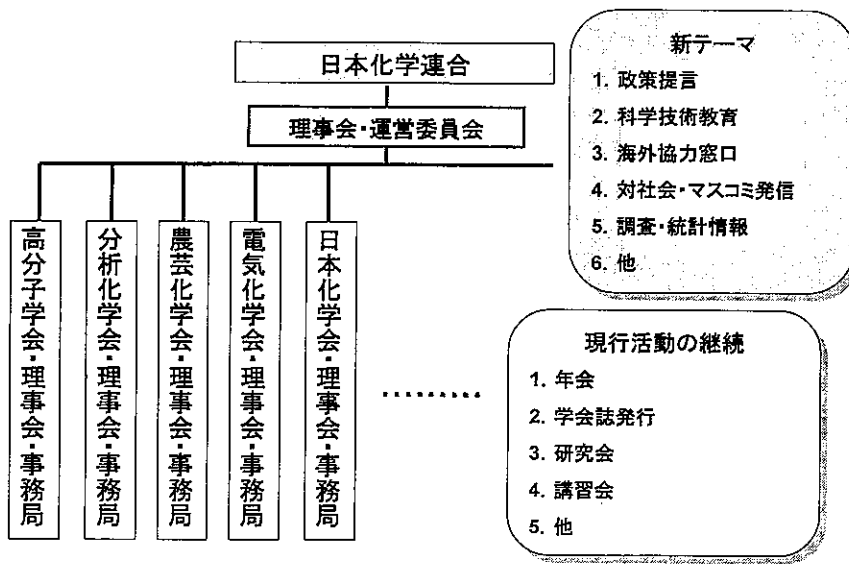 日本化学連合
理事会・運営委員会
高分子学会・理事会・事務局
分析化学会・理事会・事務局
農芸化学会・理事会・事務局
電気化学会・理事会・事務局
日本化学会・理事会・事務局
新テーマ
1. 政策提言
2. 科学技術教育
3. 海外協力窓口
4. 対社会・マスコミ発信
5. 調査・統計情報
6. 他
現行活動の継続
1. 年会
2. 学会誌発行
3. 研究会
4. 講習会
5. 他